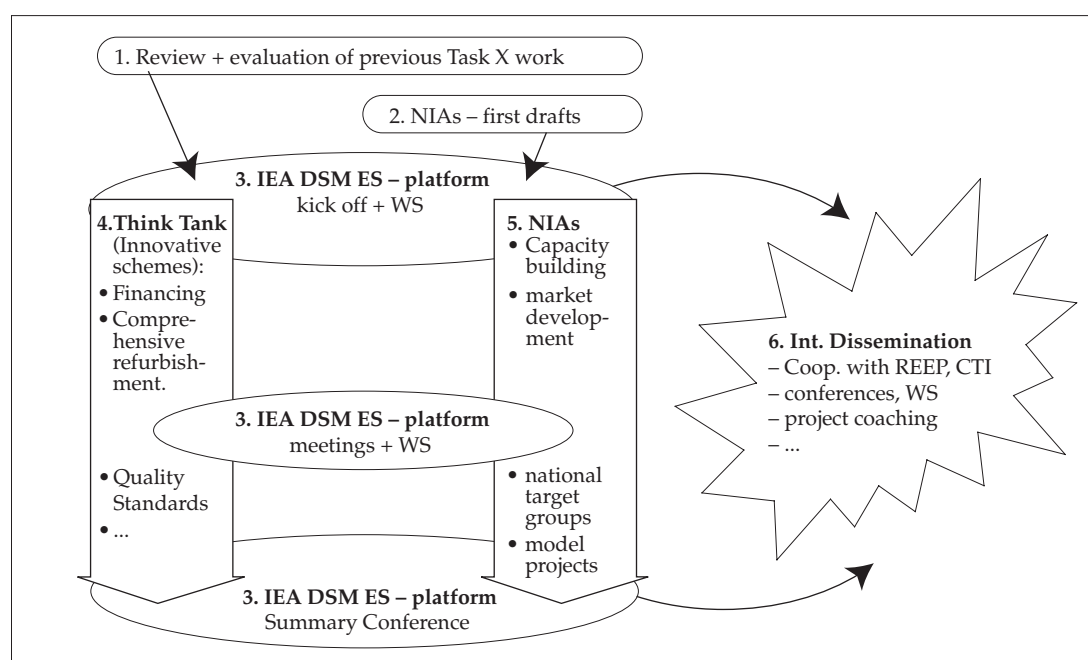 1. Review + evaluation of previous Task X work
2. NIAs – first drafts
3. IEA DSM ES – platform
kick off + WS
4.Think Tank
(Innovative
schemes):
• Financing
• Compre-
hensive
refurbish-
ment.
5. NIAs
• Capacity
building
• market
develop-
ment
3. IEA DSM ES – platform
meetings + WS
• Quality
Standards
• ...
• national
target
groups
• model
projects
3. IEA DSM ES – platform
Summary Conference
6. Int. Dissemination
– Coop. with REEP, CTI
– conferences, WS
– project coaching
– ...